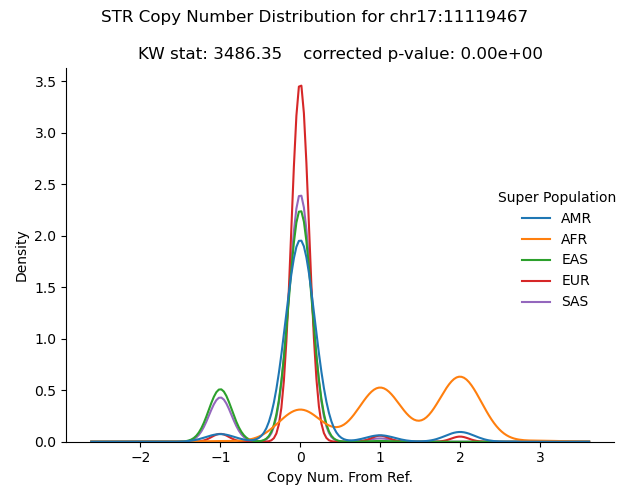 STR Copy Number Distribution for chr17:11119467
KW stat: 3486.35    corrected p-value: 0.00e+00
3.5
3.0
2.5
2.0
1.5
1.0
0.5
0.0
Density
−2
−1
0
1
2
3
Copy Num. From Ref.
Super Population
AMR
AFR
EAS
EUR
SAS